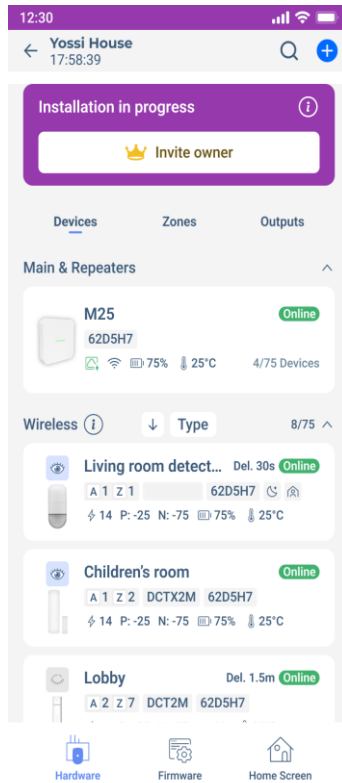 12:30
Yossi House
17:58:39
Installation in progress
Invite owner
Devices Zones Outputs
Main & Repeaters
M25 Online
62D5H7
75% 25°C 4/75 Devices
Wireless Type 8/75
Living room detect... Del. 30s Online
A 1 Z 1 62D5H7
14 P: -25 N: -75 75% 25°C
Children's room Online
A 1 Z 2 DCTX2M 62D5H7
14 P: -25 N: -75 75% 25°C
Lobby Del. 1.5m Online
A 2 Z 7 DCT2M 62D5H7
Hardware Firmware Home Screen